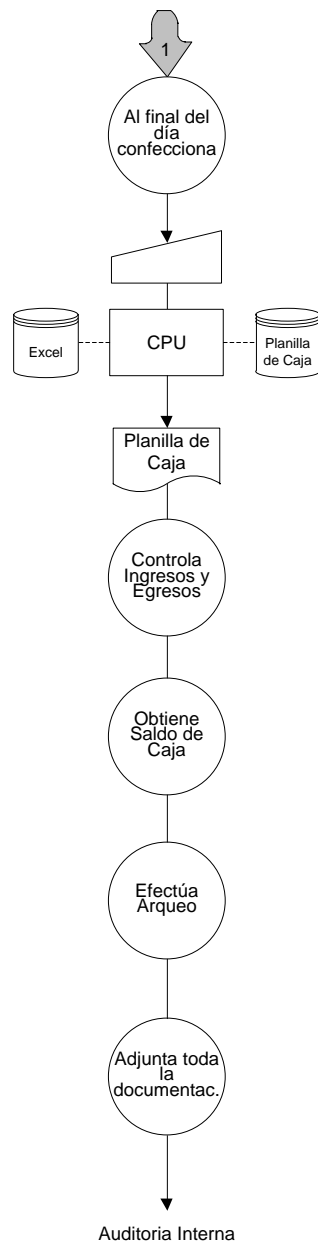 1
Al final del
día
confecciona
Excel
CPU
Planilla
de Caja
Planilla de
Caja
Controla
Ingresos y
Egresos
Obtiene
Saldo de
Caja
Efectúa
Arqueo
Adjunta toda
la
documentac.
Auditoria Interna